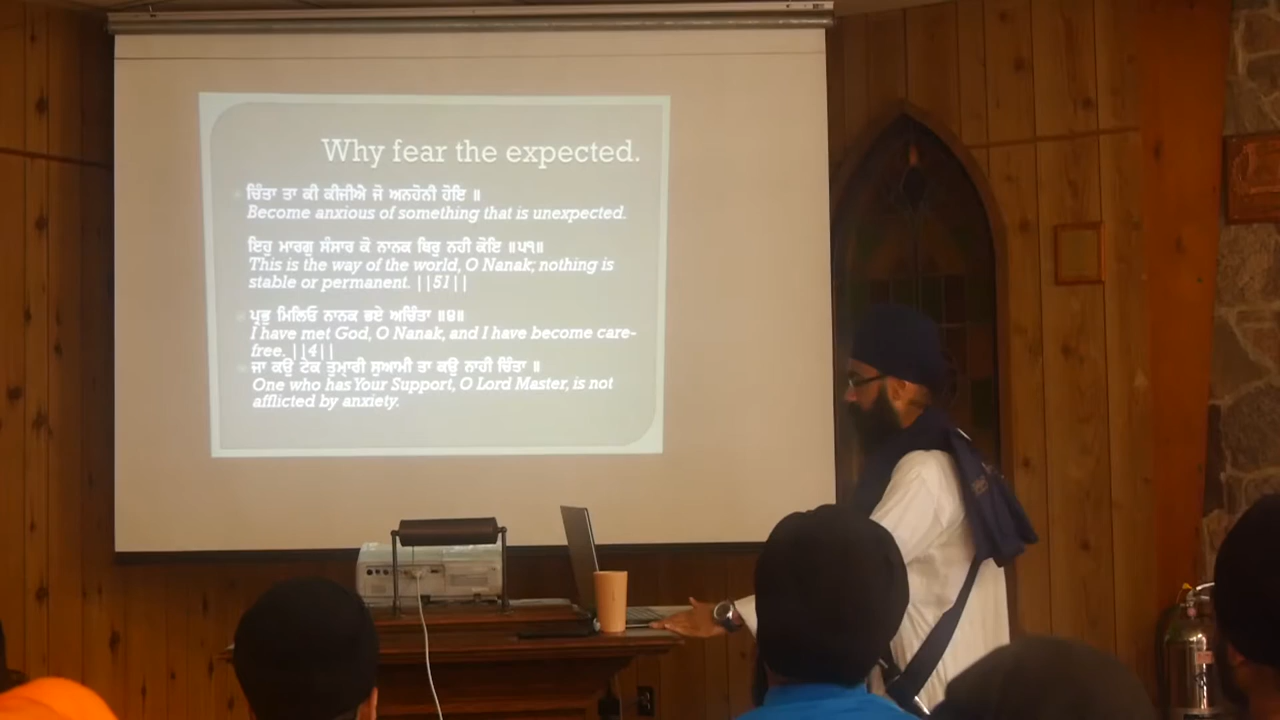 Why fear the expected.
ਚਿੰਤਾ ਤਾ ਕੀ ਕੀਜੀਐ ਜੋ ਅਨਹੋਨੀ ਹੋਇ ॥
Become anxious of something that is unexpected.
ਇਹੁ ਮਾਰਗੁ ਸੰਸਾਰ ਕੋ ਨਾਨਕ ਥਿਰੁ ਨਹੀ ਕੋਇ ॥੫੧॥
This is the way of the world, O Nanak; nothing is
stable or permanent. ||51||
ਪ੍ਰਭੁ ਮਿਲਿਓ ਨਾਨਕ ਭਏ ਅਚਿੰਤਾ ॥੪॥
I have met God, O Nanak, and I have become care-
free. ||4||
ਜਾ ਕਉ ਟੇਕ ਤੁਮ੍ਹਾਰੀ ਸੁਆਮੀ ਤਾ ਕਉ ਨਾਹੀ ਚਿੰਤਾ ॥
One who has Your Support, O Lord Master, is not
afflicted by anxiety.